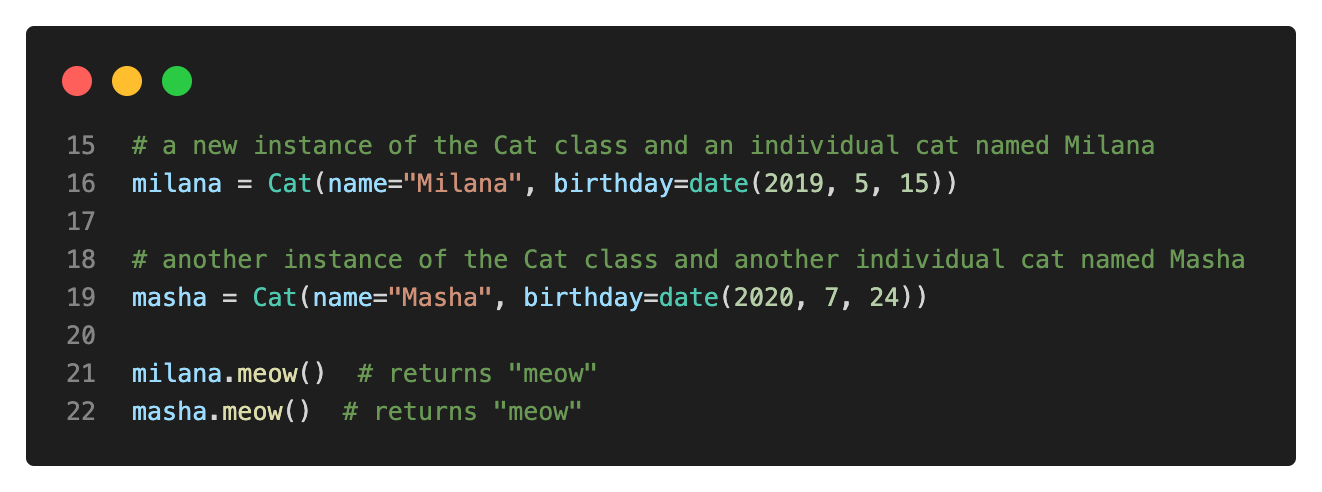 15 # a new instance of the Cat class and an individual cat named Milana
16 milana = Cat(name="Milana", birthday=date(2019, 5, 15))
17
18 # another instance of the Cat class and another individual cat named Masha
19 masha = Cat(name="Masha", birthday=date(2020, 7, 24))
20
21 milana.meow()  # returns "meow"
22 masha.meow()  # returns "meow"